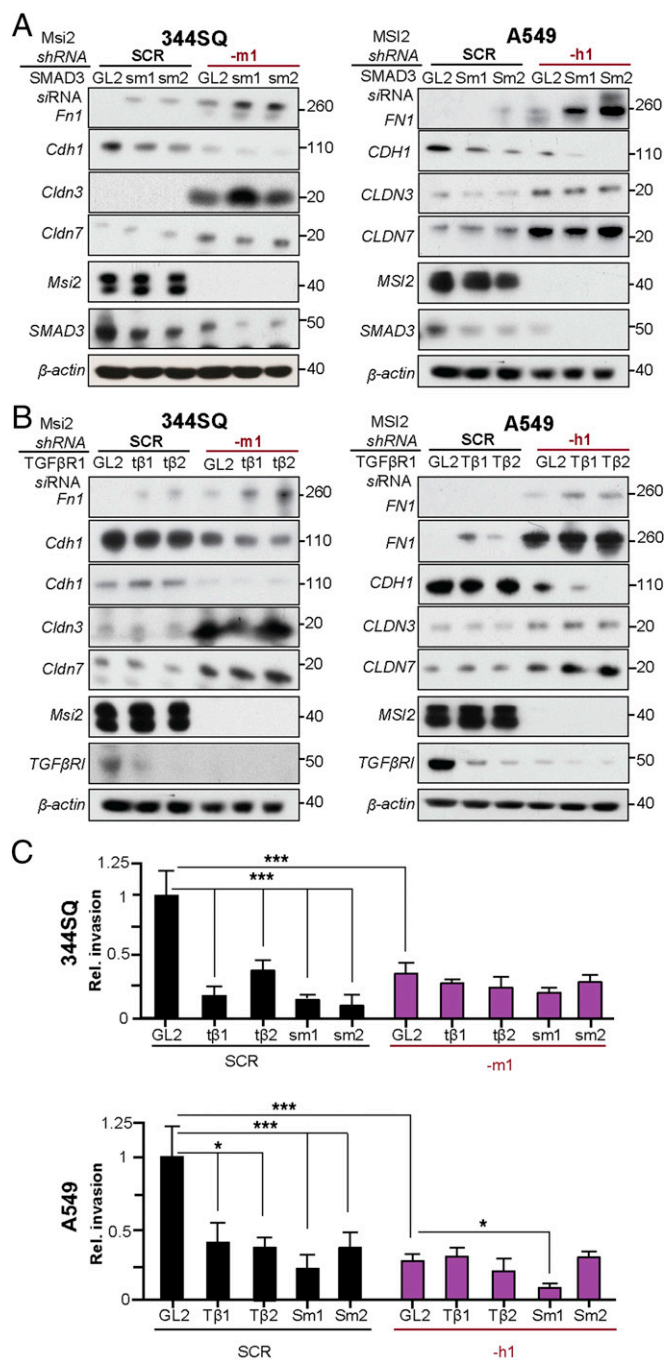 A
Msi2 344SQ
shRNA SCR -m1
SMAD3 GL2 sm1 sm2 GL2 sm1 sm2
siRNA
Fn1 260
Cdh1 110
Cldn3 20
Cldn7 20
Msi2 40
SMAD3 50
β-actin 40
MSI2 A549
shRNA SCR -h1
SMAD3 GL2 Sm1 Sm2 GL2 Sm1 Sm2
siRNA
FN1 260
CDH1 110
CLDN3 20
CLDN7 20
MSI2 40
SMAD3 50
β-actin 40
B
Msi2 344SQ
shRNA SCR -m1
TGFβR1 GL2 tβ1 tβ2 GL2 tβ1 tβ2
siRNA
Fn1 260
Cdh1 110
Cdh1 110
Cldn3 20
Cldn7 20
Msi2 40
TGFβRI 50
β-actin 40
MSI2 A549
shRNA SCR -h1
TGFβR1 GL2 Tβ1 Tβ2 GL2 Tβ1 Tβ2
siRNA
FN1 260
FN1 260
CDH1 110
CLDN3 20
CLDN7 20
MSI2 40
TGFβRI 50
β-actin 40
C
344SQ
Rel. invasion
1.25
1
0.5
0
***
***
GL2 tβ1 tβ2 sm1 sm2 GL2 tβ1 tβ2 sm1 sm2
SCR -m1
A549
Rel. invasion
1.25
1
0.5
0
***
***
*
*
GL2 Tβ1 Tβ2 Sm1 Sm2 GL2 Tβ1 Tβ2 Sm1 Sm2
SCR -h1